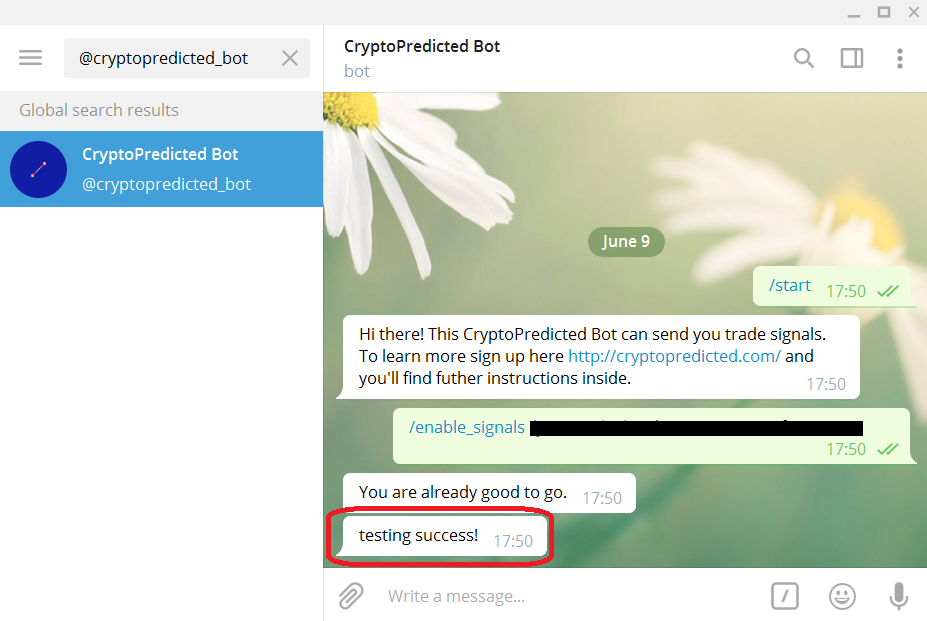 @cryptopredicted_bot
Global search results
CryptoPredicted Bot
@cryptopredicted_bot
CryptoPredicted Bot
bot
June 9
/start 17:50
Hi there! This CryptoPredicted Bot can send you trade signals.
To learn more sign up here http://cryptopredicted.com/ and
you'll find futher instructions inside.
17:50
/enable_signals
17:50
You are already good to go. 17:50
testing success! 17:50
Write a message...